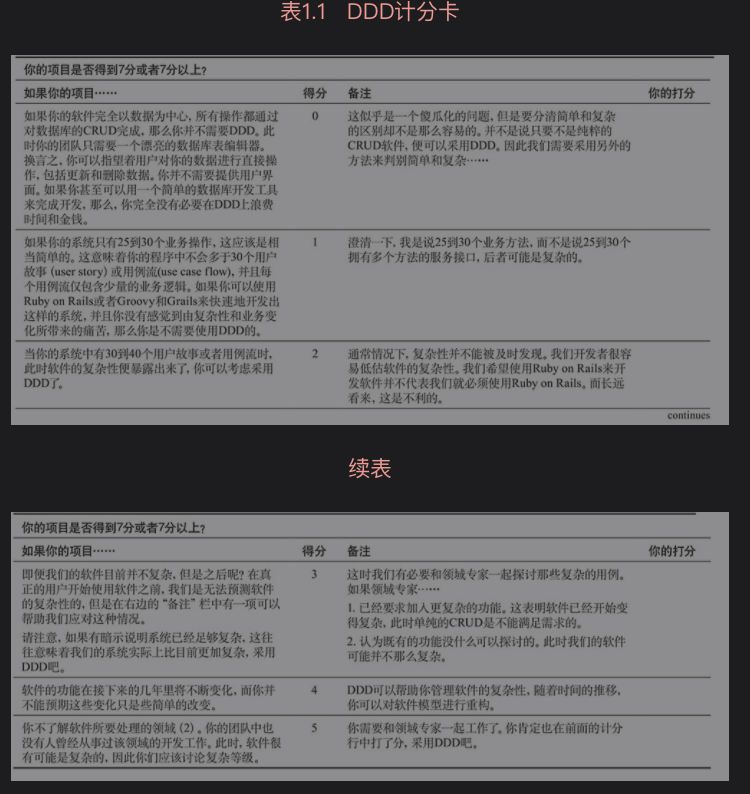 表1.1 DDD计分卡
你的项目是否得到7分或者7分以上?
如果你的项目…… 得分 备注 你的打分
如果你的软件完全以数据为中心，所有操作都通过
对数据库的CRUD完成，那么你并不需要DDD。此
时你的团队只需要一个漂亮的数据库表编辑器。
换言之，你可以指望着用户对你的数据进行直接操
作，包括更新和删除数据。你并不需要提供用户界
面。如果你甚至可以用一个简单的数据库开发工具
来完成开发，那么，你完全没有必要在DDD上浪费
时间和金钱。
0
这似乎是一个傻瓜化的问题，但是要分清简单和复杂
的区别却不是那么容易的。并不是说只要不是纯粹的
CRUD软件，便可以采用DDD。因此我们需要采用另外的
方法来判别简单和复杂……
如果你的系统只有25到30个业务操作，这应该是相
当简单的。这意味着你的程序中不会多于30个用户
故事 (user story) 或用例流(use case flow)，并且每
个用例流仅包含少量的业务逻辑。如果你可以使用
Ruby on Rails或者Groovy和Grails来快速地开发出
这样的系统，并且你没有感觉到由复杂性和业务变
化所带来的痛苦，那么你是不需要使用DDD的。
1
澄清一下，我是说25到30个业务方法，而不是说25到30个
拥有多个方法的服务接口，后者可能是复杂的。
当你的系统中有30到40个用户故事或者用例流时，
此时软件的复杂性便暴露出来了，你可以考虑采用
DDD了。
2
通常情况下，复杂性并不能被及时发现。我们开发者很容
易低估软件的复杂性。我们希望使用Ruby on Rails来开
发软件并不代表我们就必须使用Ruby on Rails。而长远
看来，这是不利的。
continues
续表
你的项目是否得到7分或者7分以上?
如果你的项目…… 得分 备注 你的打分
即便我们的软件目前并不复杂，但是之后呢? 在真
正的用户开始使用软件之前，我们是无法预测软件
的复杂性的，但是在右边的“备注”栏中有一项可以
帮助我们应对这种情况。
请注意，如果有暗示说明系统已经足够复杂，这往
往意味着我们的系统实际上比目前更加复杂，采用
DDD吧。
3
这时我们有必要和领域专家一起探讨那些复杂的用例。
如果领域专家……
1. 已经要求加入更复杂的功能。这表明软件已经开始变
得复杂，此时单纯的CRUD是不能满足需求的。
2. 认为既有的功能没什么可以探讨的。此时我们的软件
可能并不那么复杂。
软件的功能在接下来的几年里将不断变化，而你并
不能预期这些变化只是些简单的改变。
4
DDD可以帮助你管理软件的复杂性，随着时间的推移，
你可以对软件模型进行重构。
你不了解软件所要处理的领域 (2) 。你的团队中也
没有人曾经从事过该领域的开发工作。此时，软件很
有可能是复杂的，因此你们应该讨论复杂等级。
5
你需要和领域专家一起工作了。你肯定也在前面的计分
行中打了分，采用DDD吧。